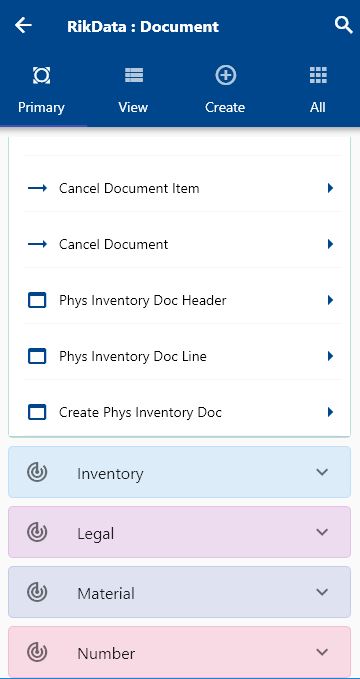 RikData : Document
Primary
View
Create
All
Cancel Document Item
Cancel Document
Phys Inventory Doc Header
Phys Inventory Doc Line
Create Phys Inventory Doc
Inventory
Legal
Material
Number